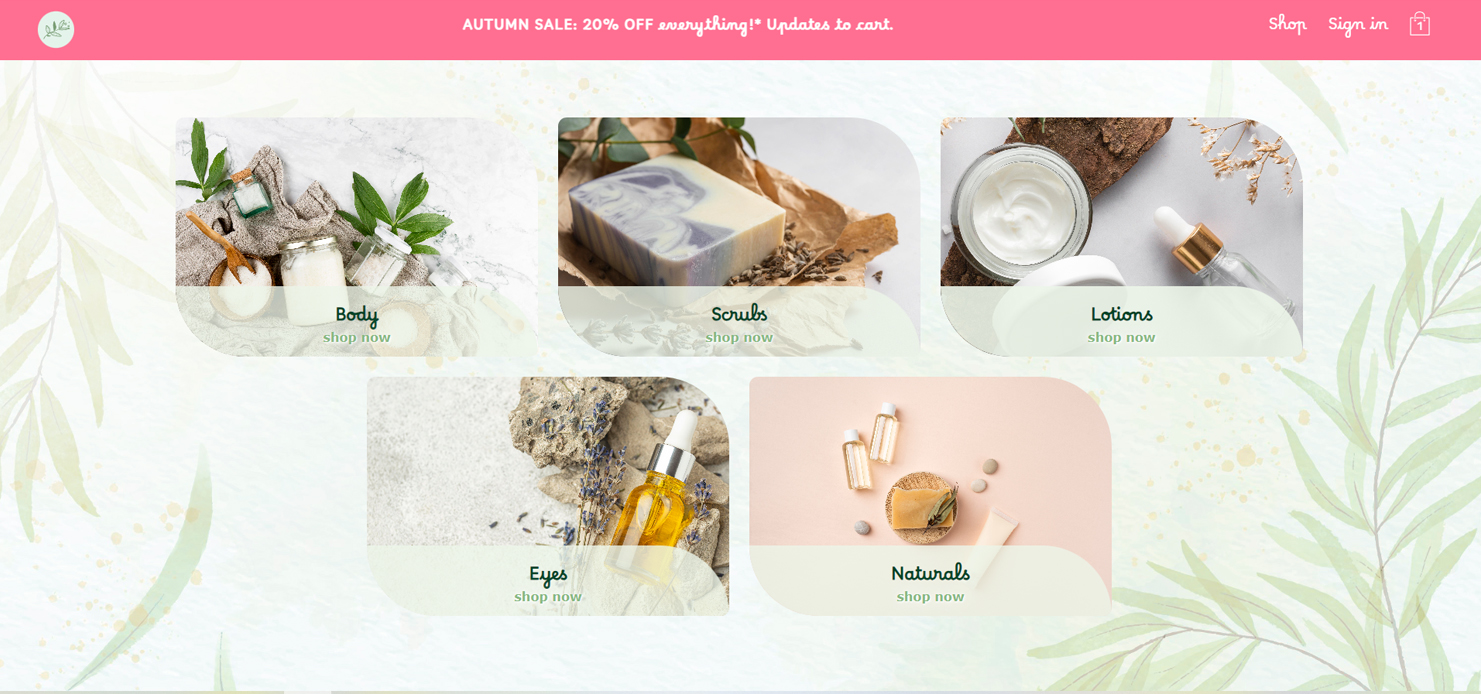 AUTUMN SALE: 20% OFF everything!* Updates to cart.
Shop
Sign in
1
Body
shop now
Scrubs
shop now
Lotions
shop now
Eyes
shop now
Naturals
shop now